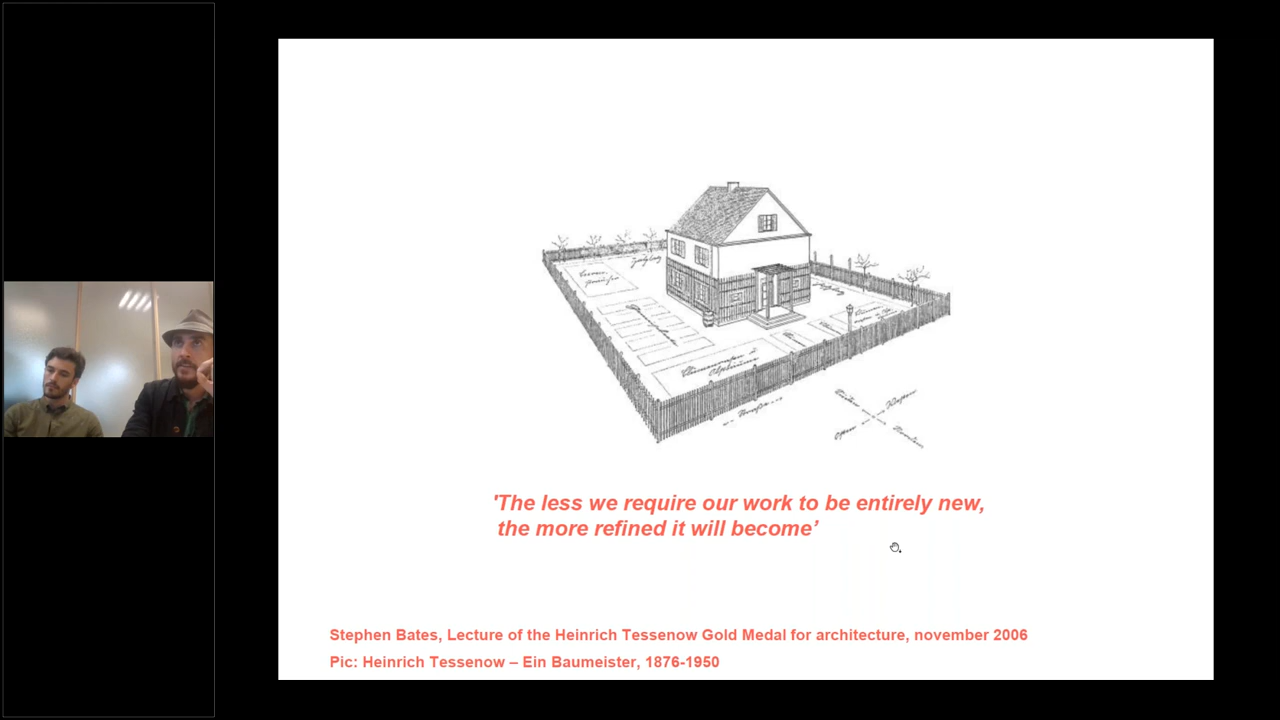 'The less we require our work to be entirely new,
the more refined it will become’
Stephen Bates, Lecture of the Heinrich Tessenow Gold Medal for architecture, november 2006
Pic: Heinrich Tessenow – Ein Baumeister, 1876-1950